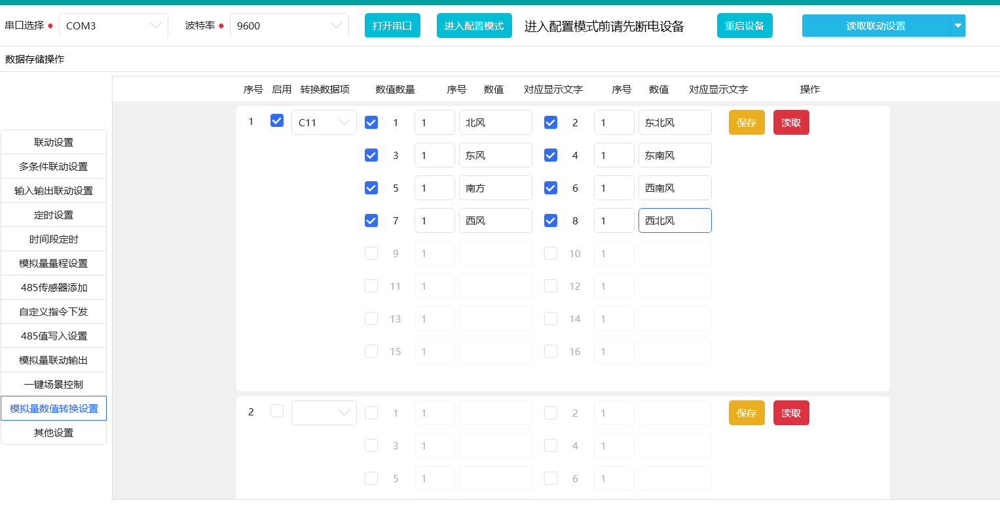 串口选择 COM3 波特率 9600 打开串口 进入配置模式 进入配置模式前请先断电设备 重启设备 读取联动设置
数据存储操作
序号 启用 转换数据项 数值数量 序号 数值 对应显示文字 序号 数值 对应显示文字 操作
联动设置
多条件联动设置
输入输出联动设置
定时设置
时间段定时
模拟量量程设置
485传感器添加
自定义指令下发
485值写入设置
模拟量联动输出
一键场景控制
模拟量数值转换设置
其他设置
1 C11 1 1 北风 2 1 东北风 保存 读取
3 1 东风 4 1 东南风
5 1 南方 6 1 西南风
7 1 西风 8 1 西北风
9 1 10 1
11 1 12 1
13 1 14 1
15 1 16 1
2 1 1 2 1 保存 读取
3 1 4 1
5 1 6 1